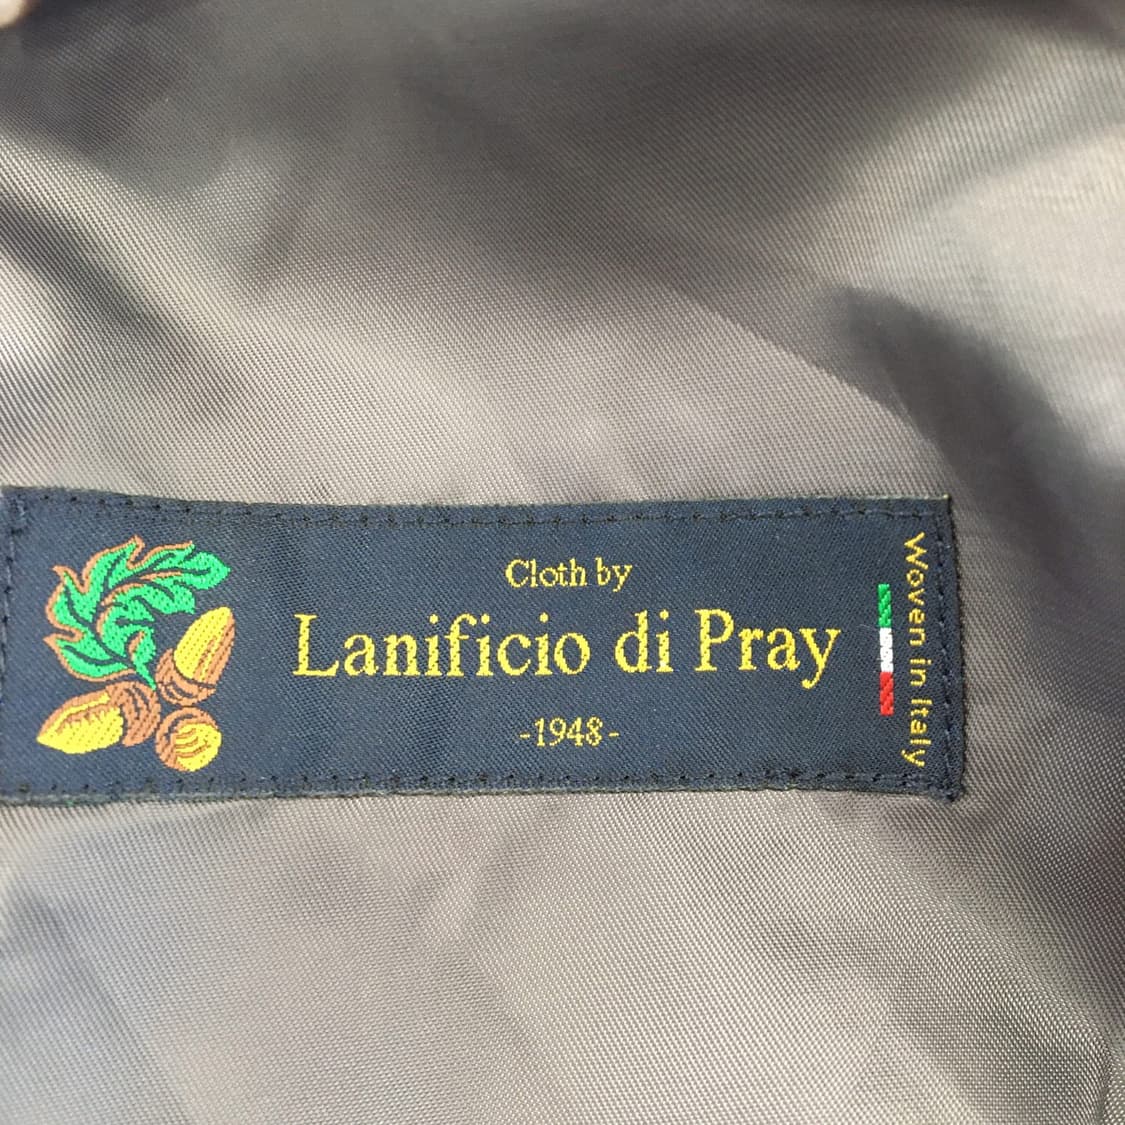 Cloth by
Lanificio di Pray
-1948-
Woven in Italy